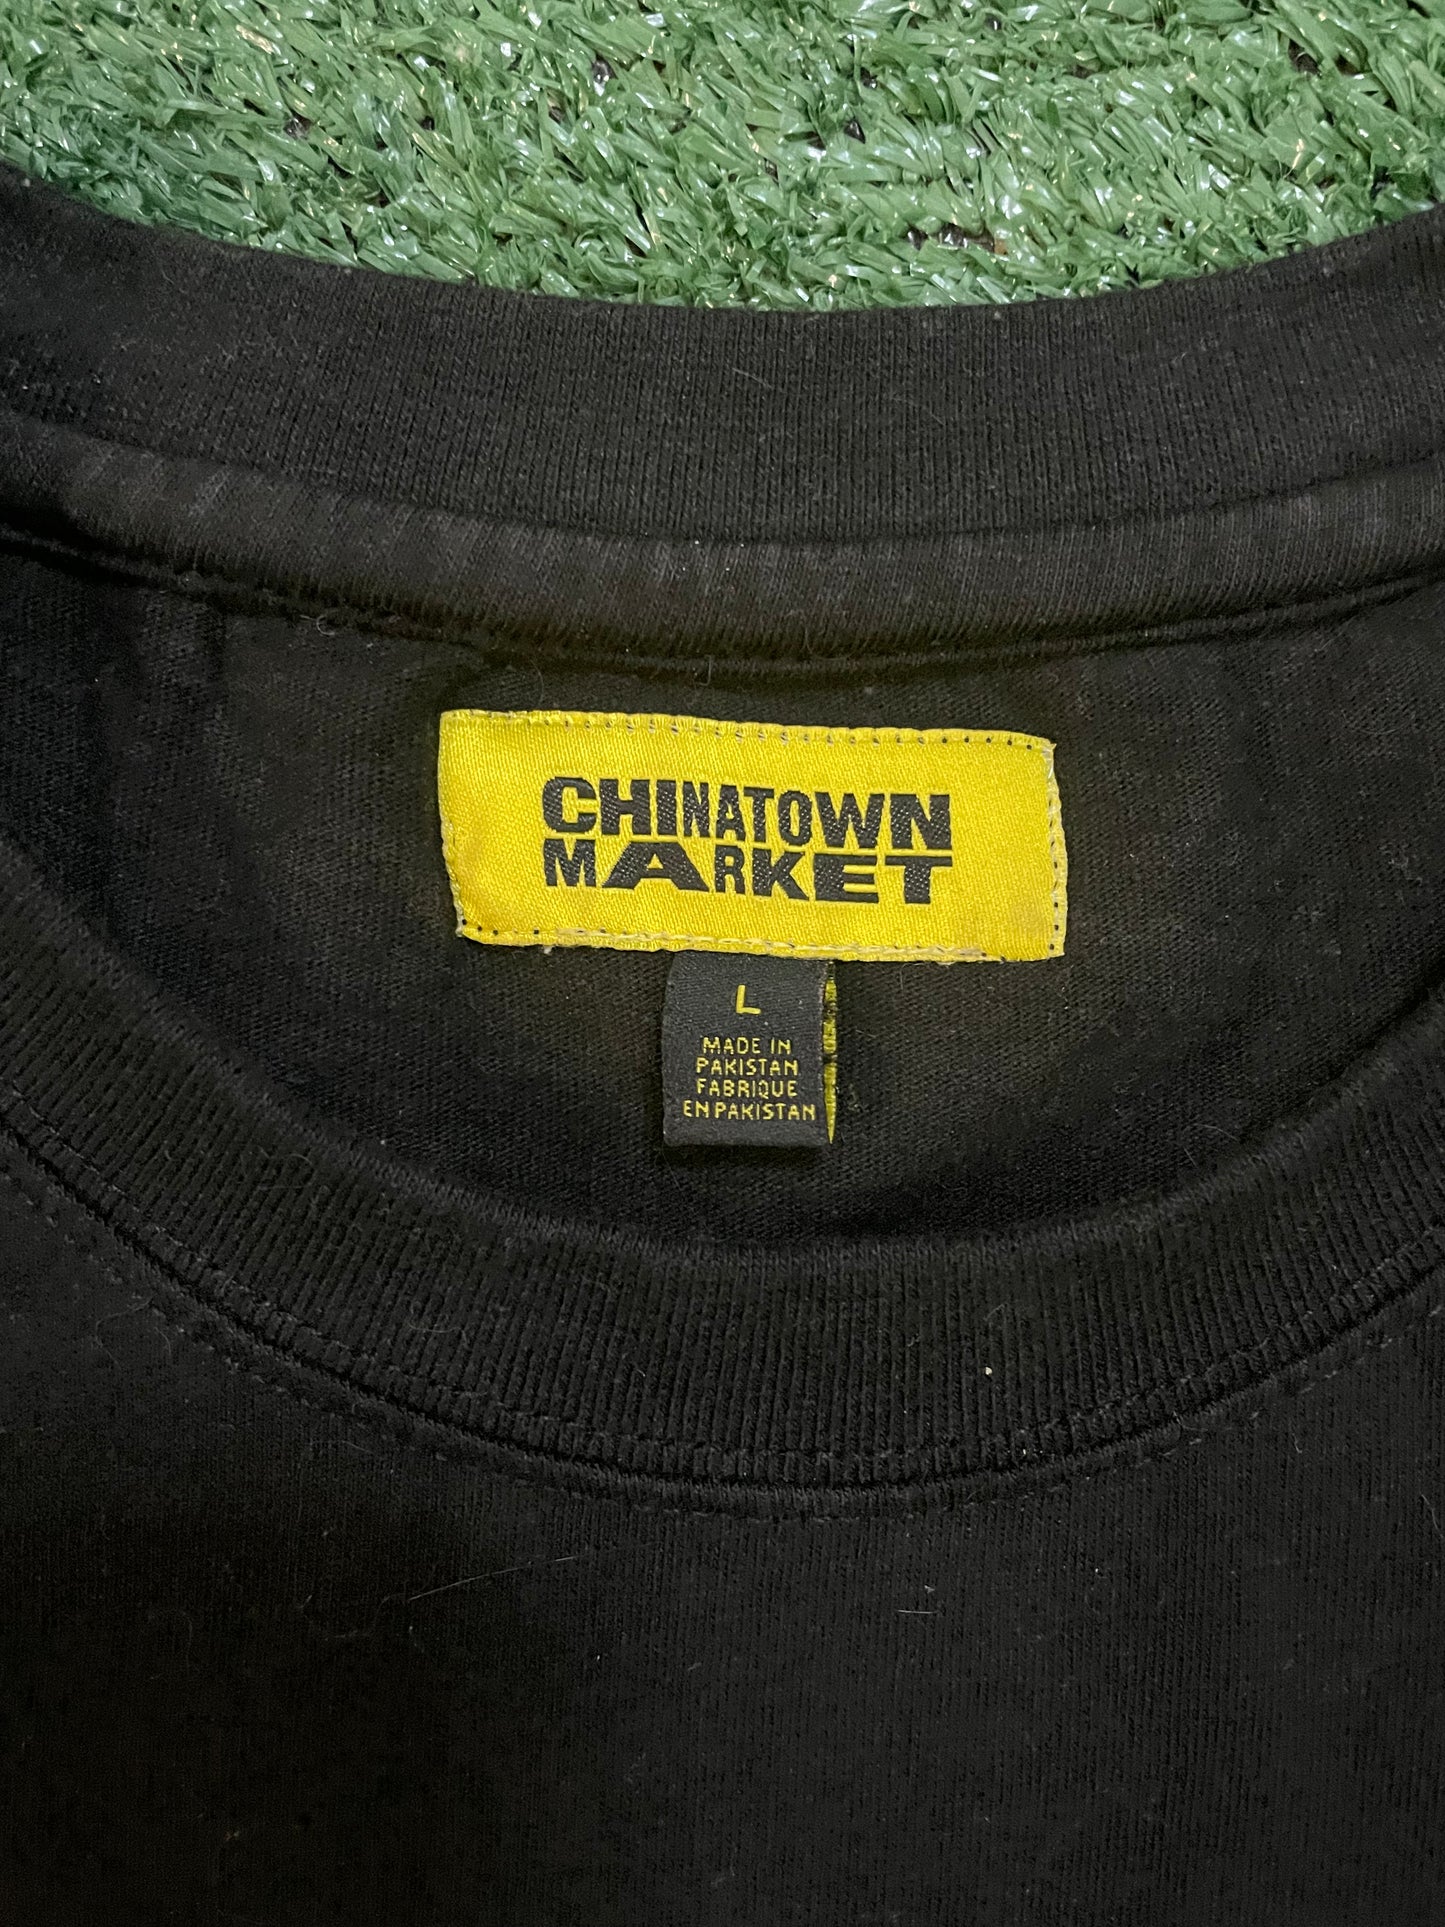 CHINATOWN
MARKET
L
MADE IN
PAKISTAN
FABRIQUE
EN PAKISTAN